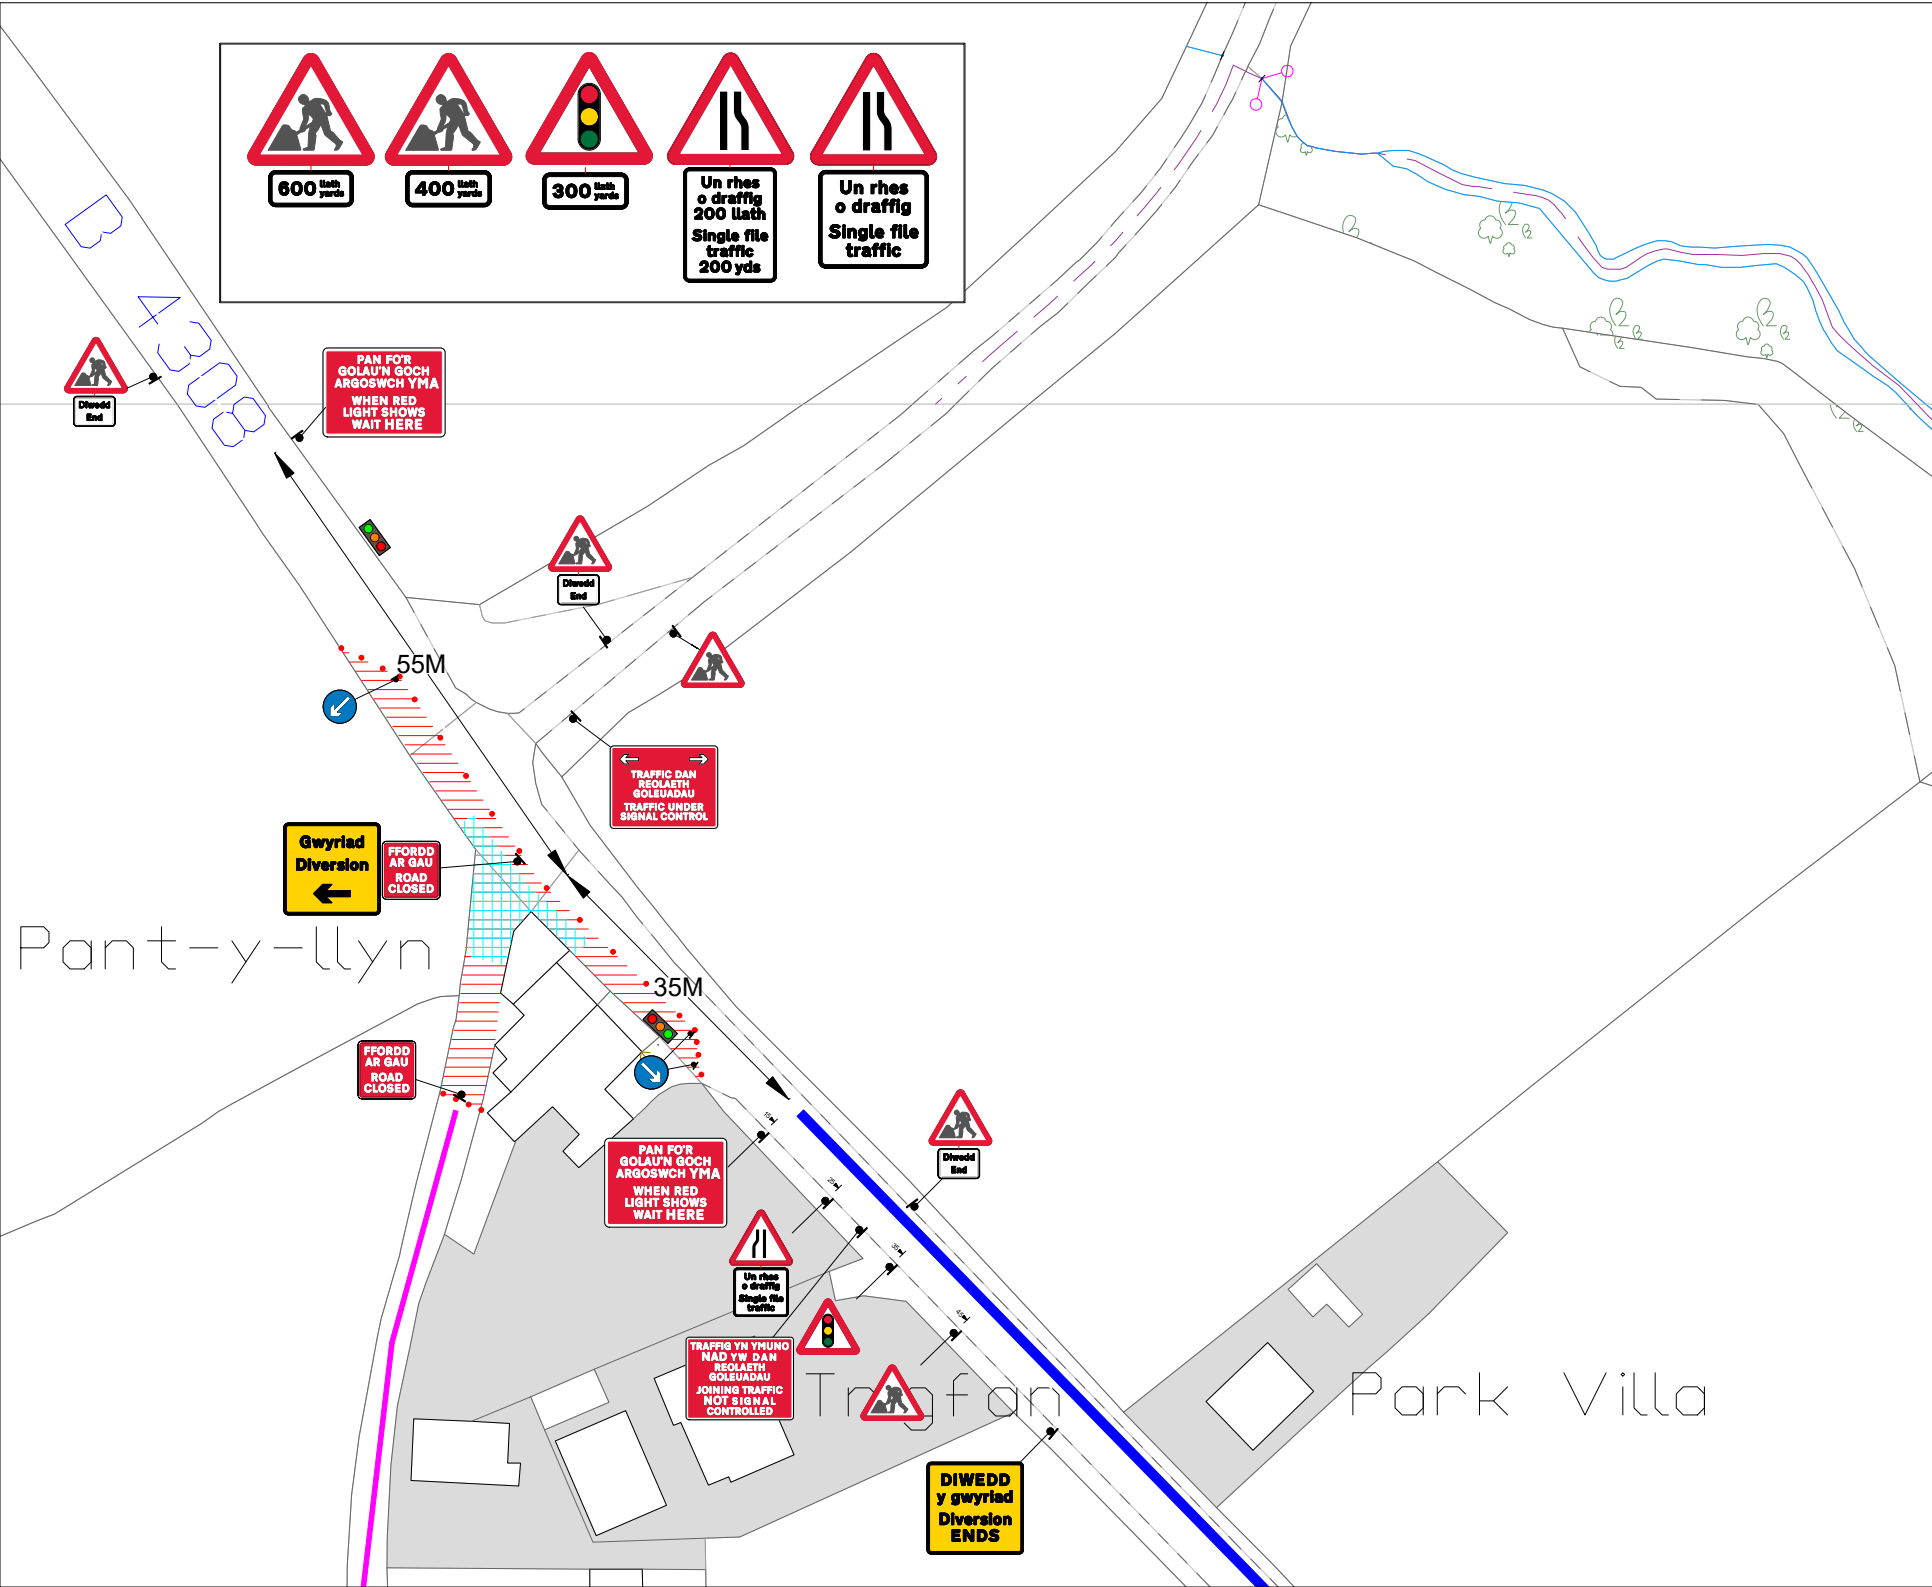 600 llath
yards
400 llath
yards
300 llath
yards
Un rhes
o draffig
200 llath
Single file
traffic
200 yds
Un rhes
o draffig
Single file
traffic
B 4308
Diwedd
End
PAN FO'R
GOLAU'N GOCH
ARGOSWCH YMA
WHEN RED
LIGHT SHOWS
WAIT HERE
Diwedd
End
55M
TRAFFIC DAN
REOLAETH
GOLEUADAU
TRAFFIC UNDER
SIGNAL CONTROL
Gwyriad
Diversion
FFORDD
AR GAU
ROAD
CLOSED
Pant-y-llyn
35M
FFORDD
AR GAU
ROAD
CLOSED
PAN FO'R
GOLAU'N GOCH
ARGOSWCH YMA
WHEN RED
LIGHT SHOWS
WAIT HERE
Diwedd
End
Un rhes
o draffig
Single file
traffic
TRAFFIG YN YMUNO
NAD YW DAN
REOLAETH
GOLEUADAU
JOINING TRAFFIC
NOT SIGNAL
CONTROLLED
Park Villa
DIWEDD
y gwyriad
Diversion
ENDS